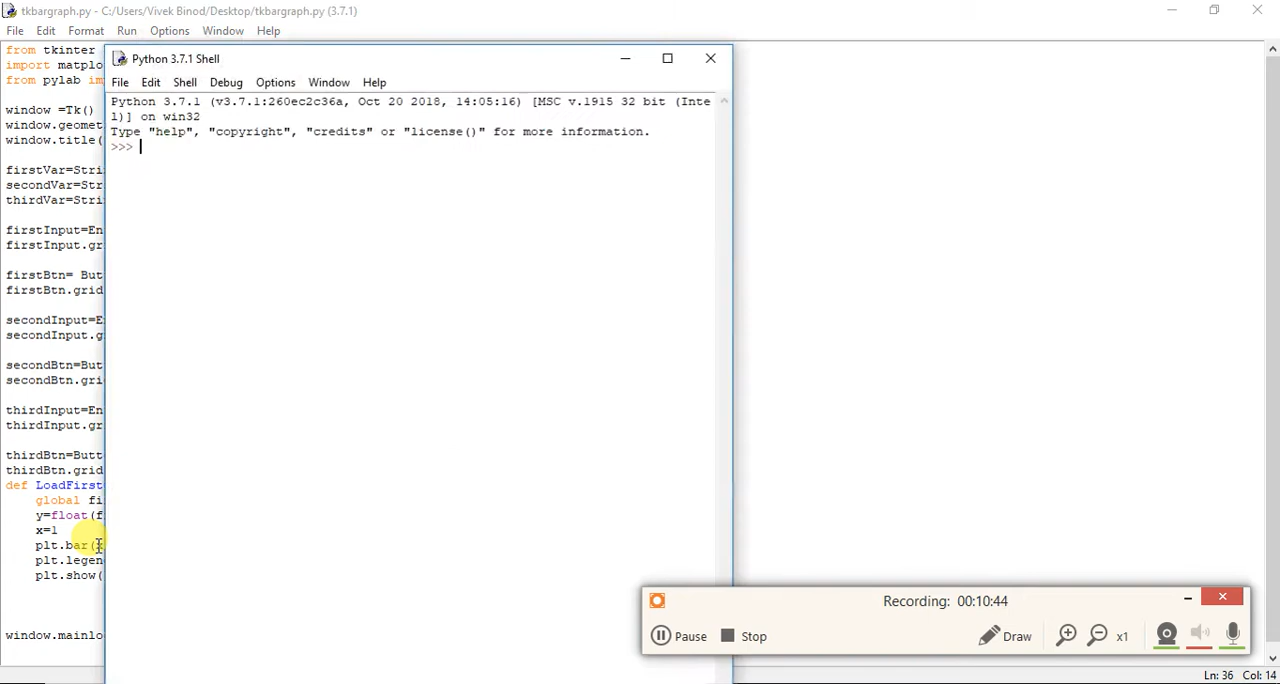 tkbargraph.py - C:/Users/Vivek Binod/Desktop/tkbargraph.py (3.7.1)
File Edit Format Run Options Window Help
from tkinter
import matplo
from pylab im
window =Tk()
window.geomet
window.title(
firstVar=Stri
secondVar=Str
thirdVar=Stri
firstInput=En
firstInput.gr
firstBtn= But
firstBtn.grid
secondInput=E
secondInput.g
secondBtn=But
secondBtn.gri
thirdInput=En
thirdInput.gr
thirdBtn=Butt
thirdBtn.grid
def LoadFirst
global fi
y=float(f
x=1
plt.bar(
plt.legen
plt.show(
window.mainlo
Python 3.7.1 Shell
File Edit Shell Debug Options Window Help
Python 3.7.1 (v3.7.1:260ec2c36a, Oct 20 2018, 14:05:16) [MSC v.1915 32 bit (Inte
l)] on win32
Type "help", "copyright", "credits" or "license()" for more information.
>>>
Recording: 00:10:44
Pause Stop Draw x1
Ln: 36 Col: 14